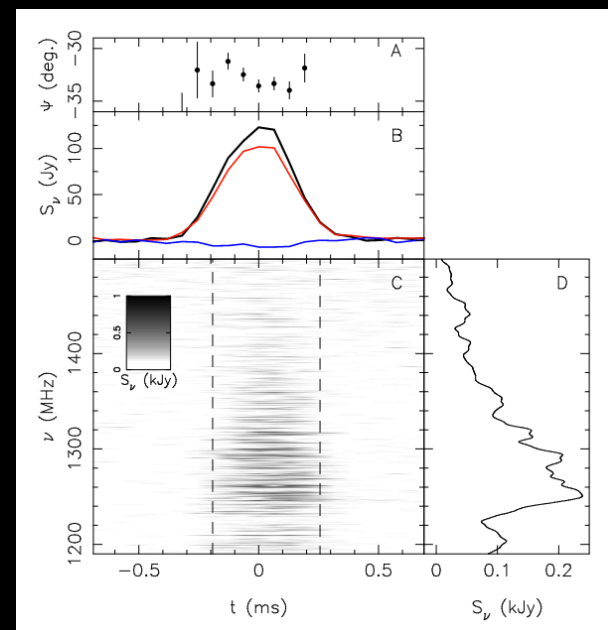 −30
−35
Ψ (deg.)
A
100
50
0
S_ν (Jy)
B
1400
1300
1200
ν (MHz)
C
1
0.5
0
S_ν (kJy)
D
−0.5 0 0.5
t (ms)
0 0.1 0.2
S_ν (kJy)